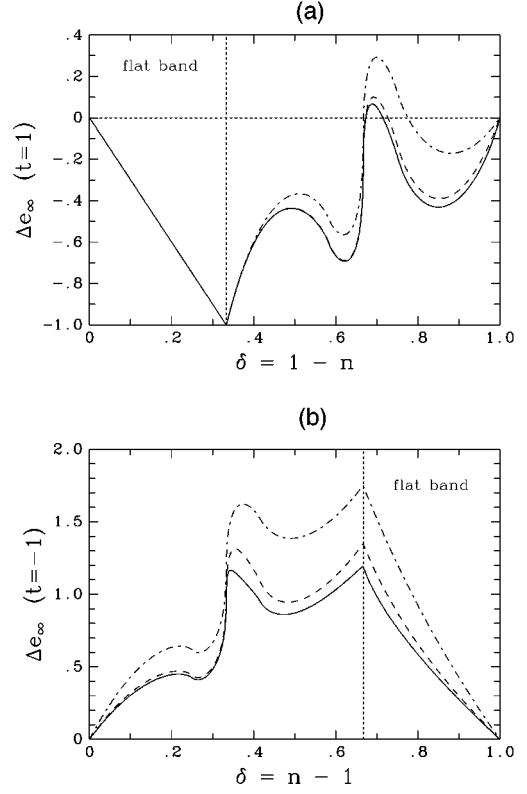 (a)
.4
.2
0
-.2
-.4
-.6
-.8
-1.0
Δe∞ (t=1)
flat band
0 .2 .4 .6 .8 1.0
δ = 1 - n
(b)
2.0
1.5
1.0
.5
0
Δe∞ (t=-1)
flat band
0 .2 .4 .6 .8 1.0
δ = n - 1